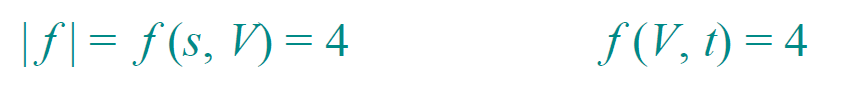 |f| = f(s, V) = 4 f(V, t) = 4